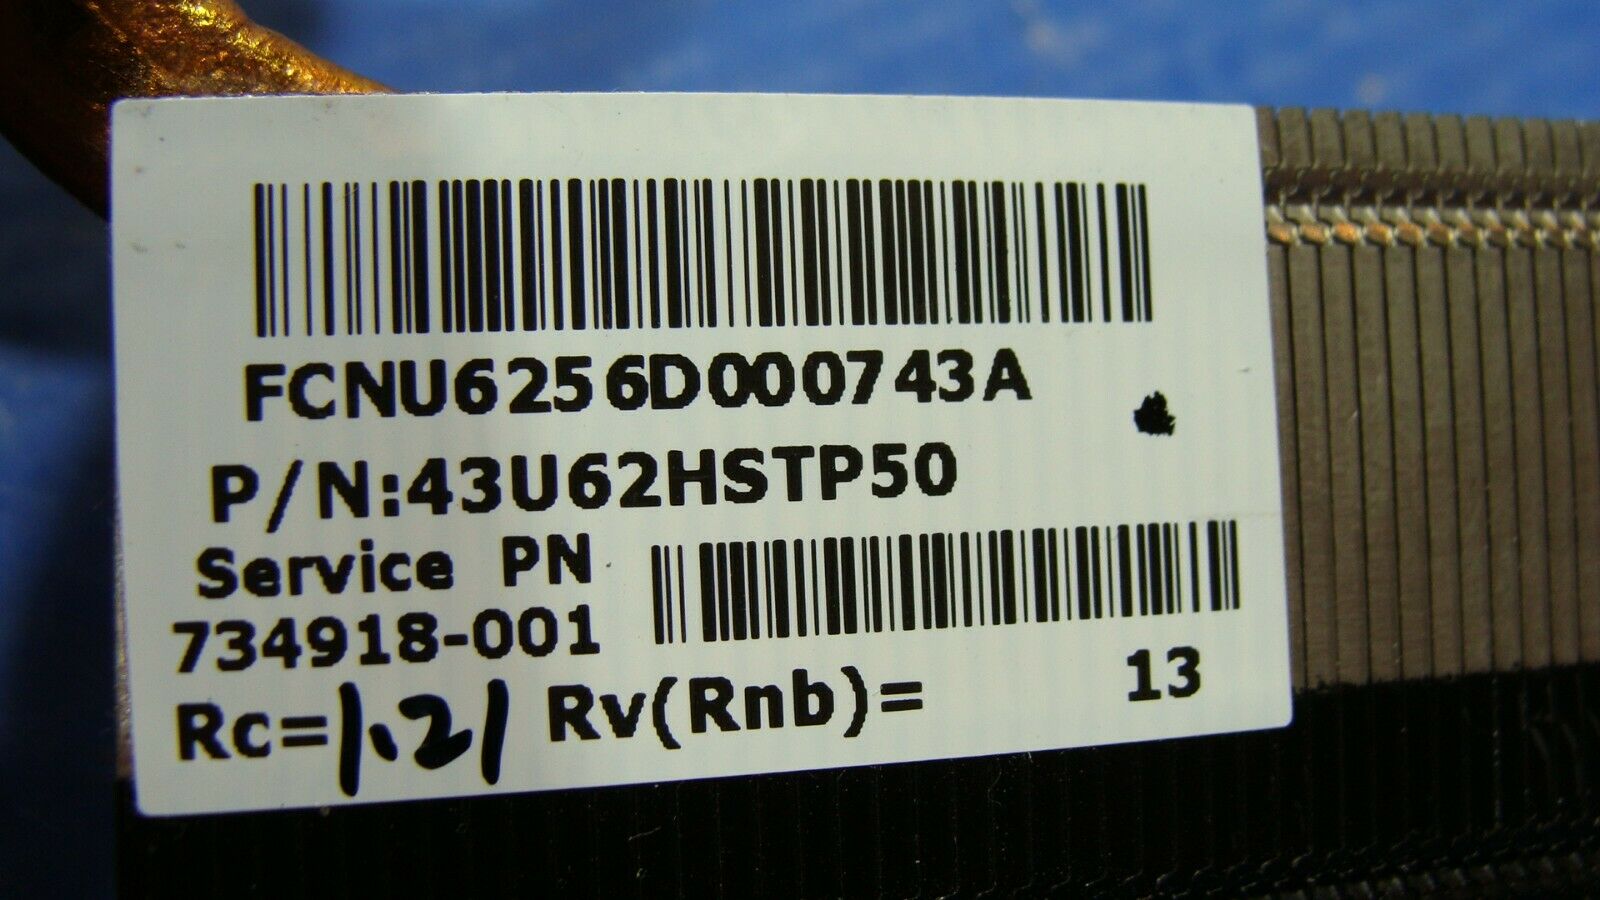 FCNU6256D000743A
P/N:43U62HSTP50
Service PN
734918-001
Rc=1.21 Rv(Rnb)= 13